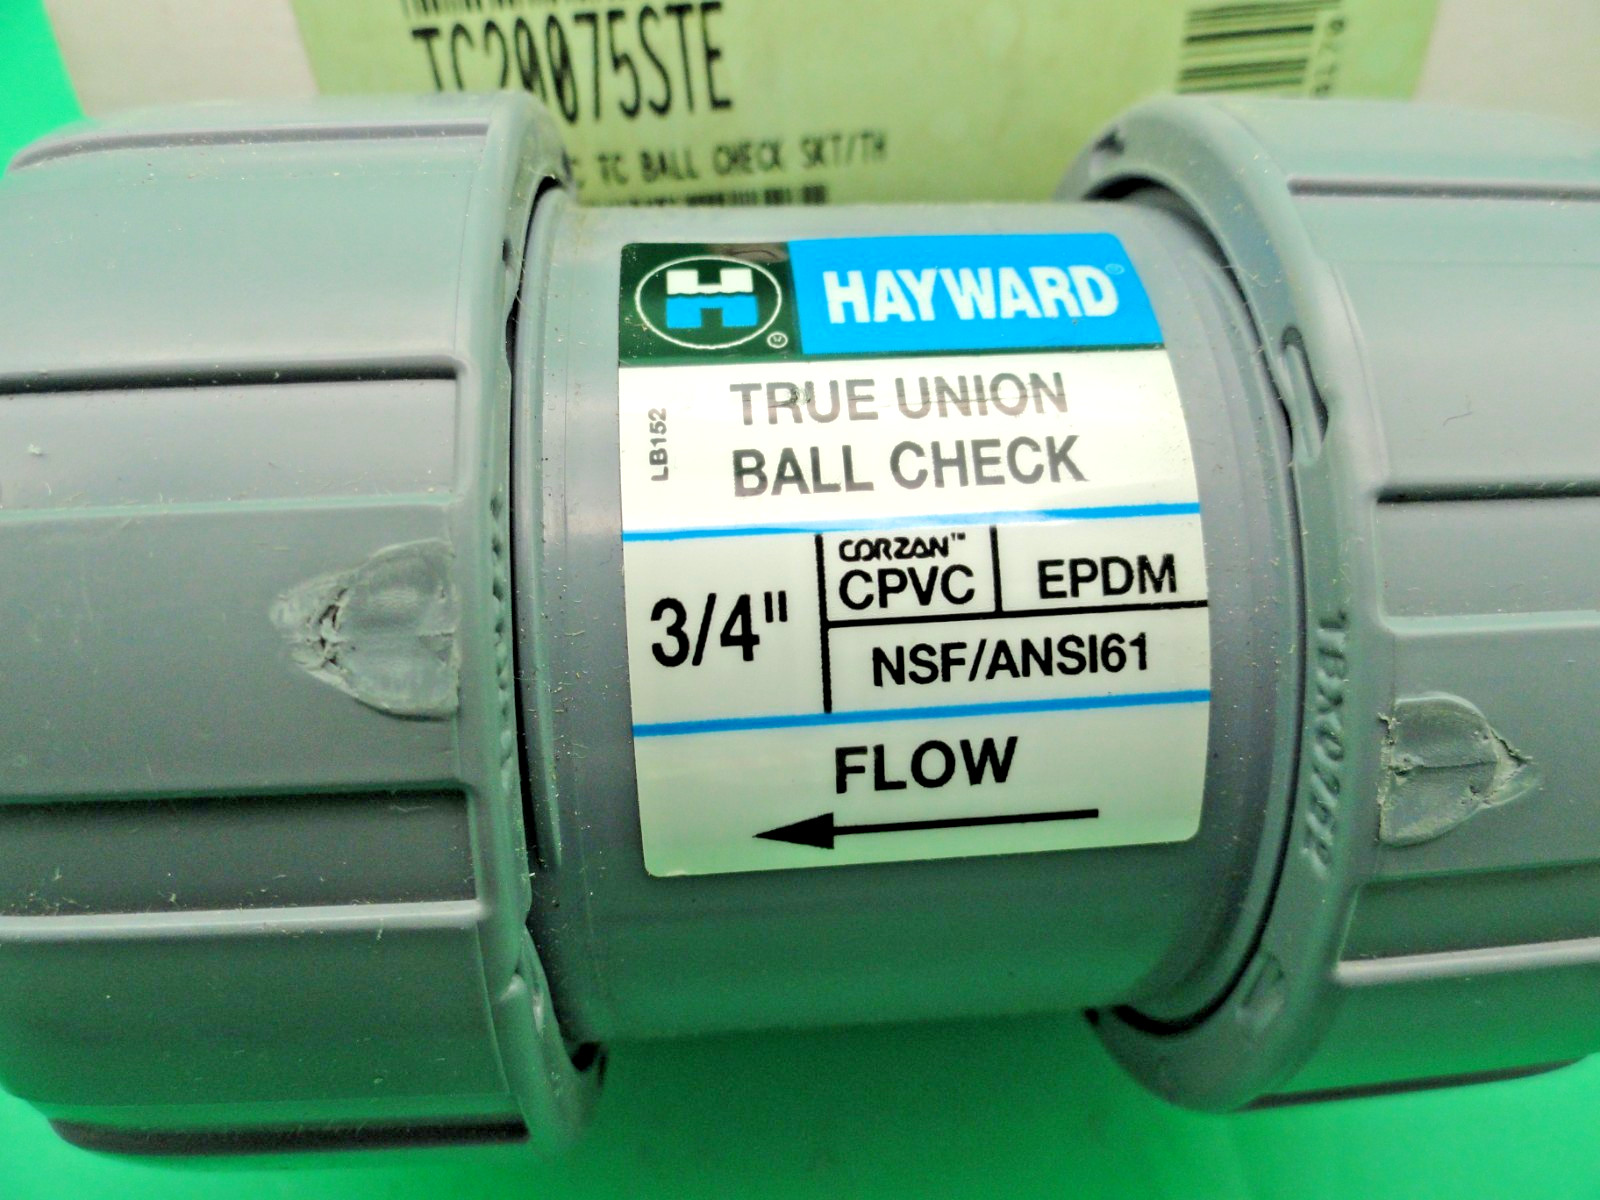 TC20075STE
TC BALL CHECK SKT/TH
HAYWARD®
®
LB152
TRUE UNION
BALL CHECK
3/4"
CORZAN™
CPVC
EPDM
NSF/ANSI61
FLOW